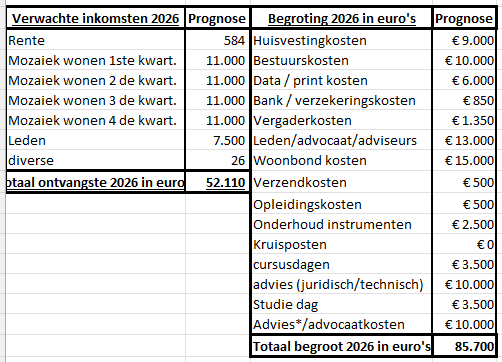 Verwachte inkomsten 2026 Prognose Begroting 2026 in euro's Prognose
Rente 584 Huisvestingkosten € 9.000
Mozaiek wonen 1ste kwart. 11.000 Bestuurskosten € 10.000
Mozaiek wonen 2 de kwart. 11.000 Data / print kosten € 6.000
Mozaiek wonen 3 de kwart. 11.000 Bank / verzekeringskosten € 850
Mozaiek wonen 4 de kwart. 11.000 Vergaderkosten € 1.350
Leden 7.500 Leden/advocaat/adviseurs € 13.000
diverse 26 Woonbond kosten € 15.000
otaal ontvangste 2026 in euro 52.110 Verzendkosten € 500
Opleidingskosten € 500
Onderhoud instrumenten € 2.500
Kruisposten € 0
cursusdagen € 3.500
advies (juridisch/technisch) € 10.000
Studie dag € 3.500
Advies*/advocaatkosten € 10.000
Totaal begroot 2026 in euro's 85.700